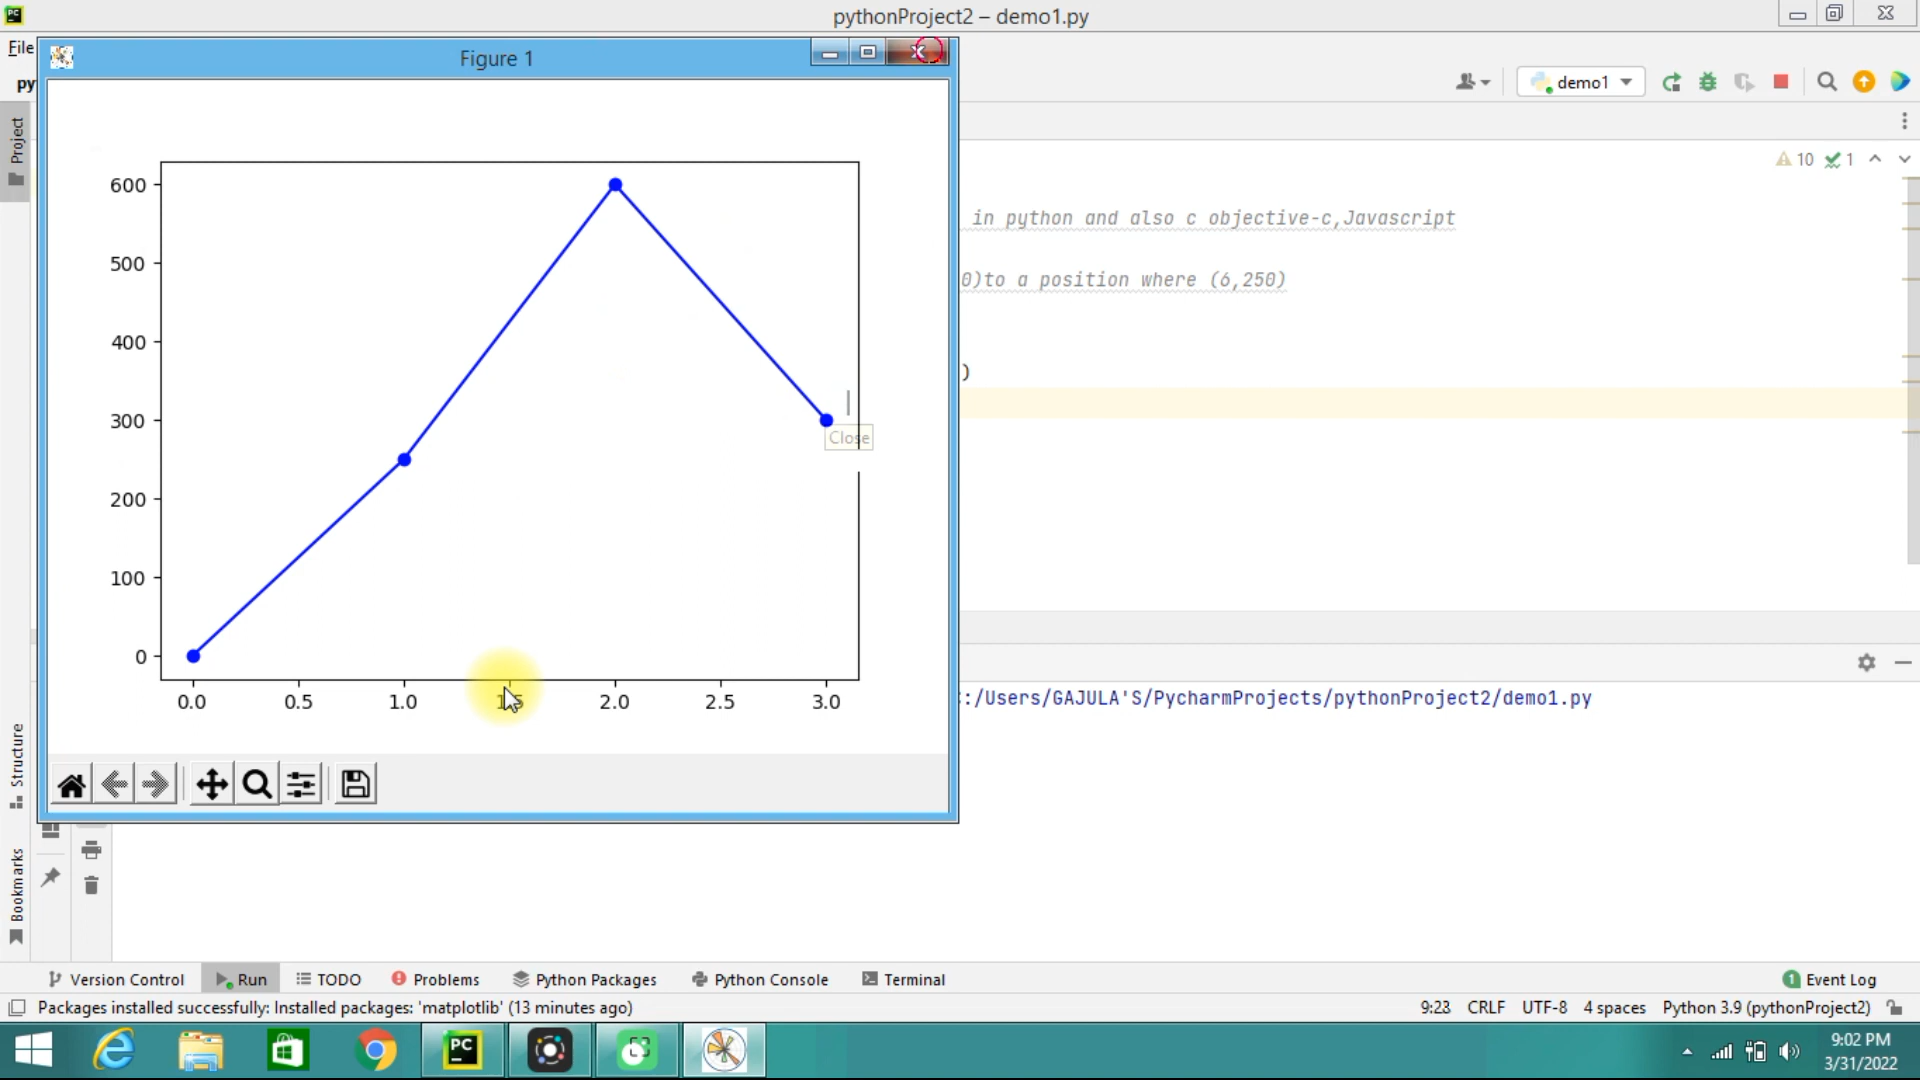 pythonProject2 – demo1.py
File
Figure 1
py
demo1
Project
10
1
in python and also c objective-c,Javascript
0)to a position where (6,250)
)
600
500
400
300
200
100
0
Close
0.0
0.5
1.0
2.0
2.5
3.0
:/Users/GAJULA'S/PycharmProjects/pythonProject2/demo1.py
Structure
Bookmarks
Version Control
Run
TODO
Problems
Python Packages
Python Console
Terminal
1
Event Log
Packages installed successfully: Installed packages: 'matplotlib' (13 minutes ago)
9:23
CRLF
UTF-8
4 spaces
Python 3.9 (pythonProject2)
PC
PC
9:02 PM
3/31/2022